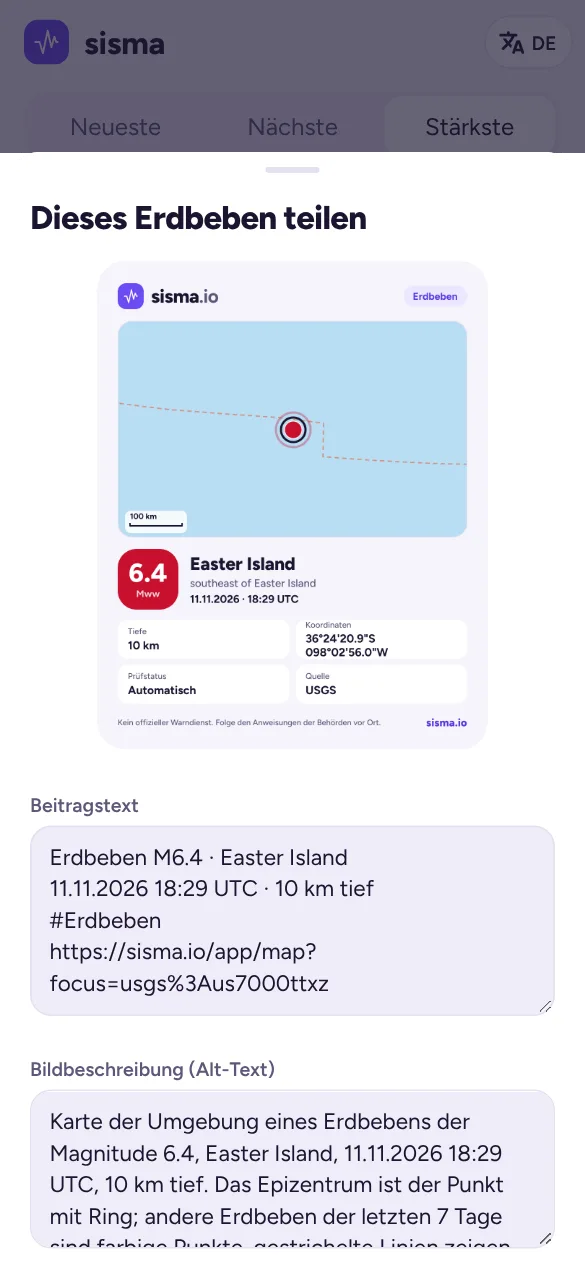 sisma
DE
Neueste
Nächste
Stärkste
Dieses Erdbeben teilen
sisma.io
Erdbeben
100 km
6.4
Mww
Easter Island
southeast of Easter Island
11.11.2026 · 18:29 UTC
Tiefe
10 km
Koordinaten
36°24'20.9"S
098°02'56.0"W
Prüfstatus
Automatisch
Quelle
USGS
Kein offizieller Warndienst. Folge den Anweisungen der Behörden vor Ort.
sisma.io
Beitragstext
Erdbeben M6.4 · Easter Island
11.11.2026 18:29 UTC · 10 km tief
#Erdbeben
https://sisma.io/app/map?
focus=usgs%3Aus7000ttxz
Bildbeschreibung (Alt-Text)
Karte der Umgebung eines Erdbebens der
Magnitude 6.4, Easter Island, 11.11.2026 18:29
UTC, 10 km tief. Das Epizentrum ist der Punkt
mit Ring; andere Erdbeben der letzten 7 Tage
sind farbige Punkte, gestrichelte Linien zeigen